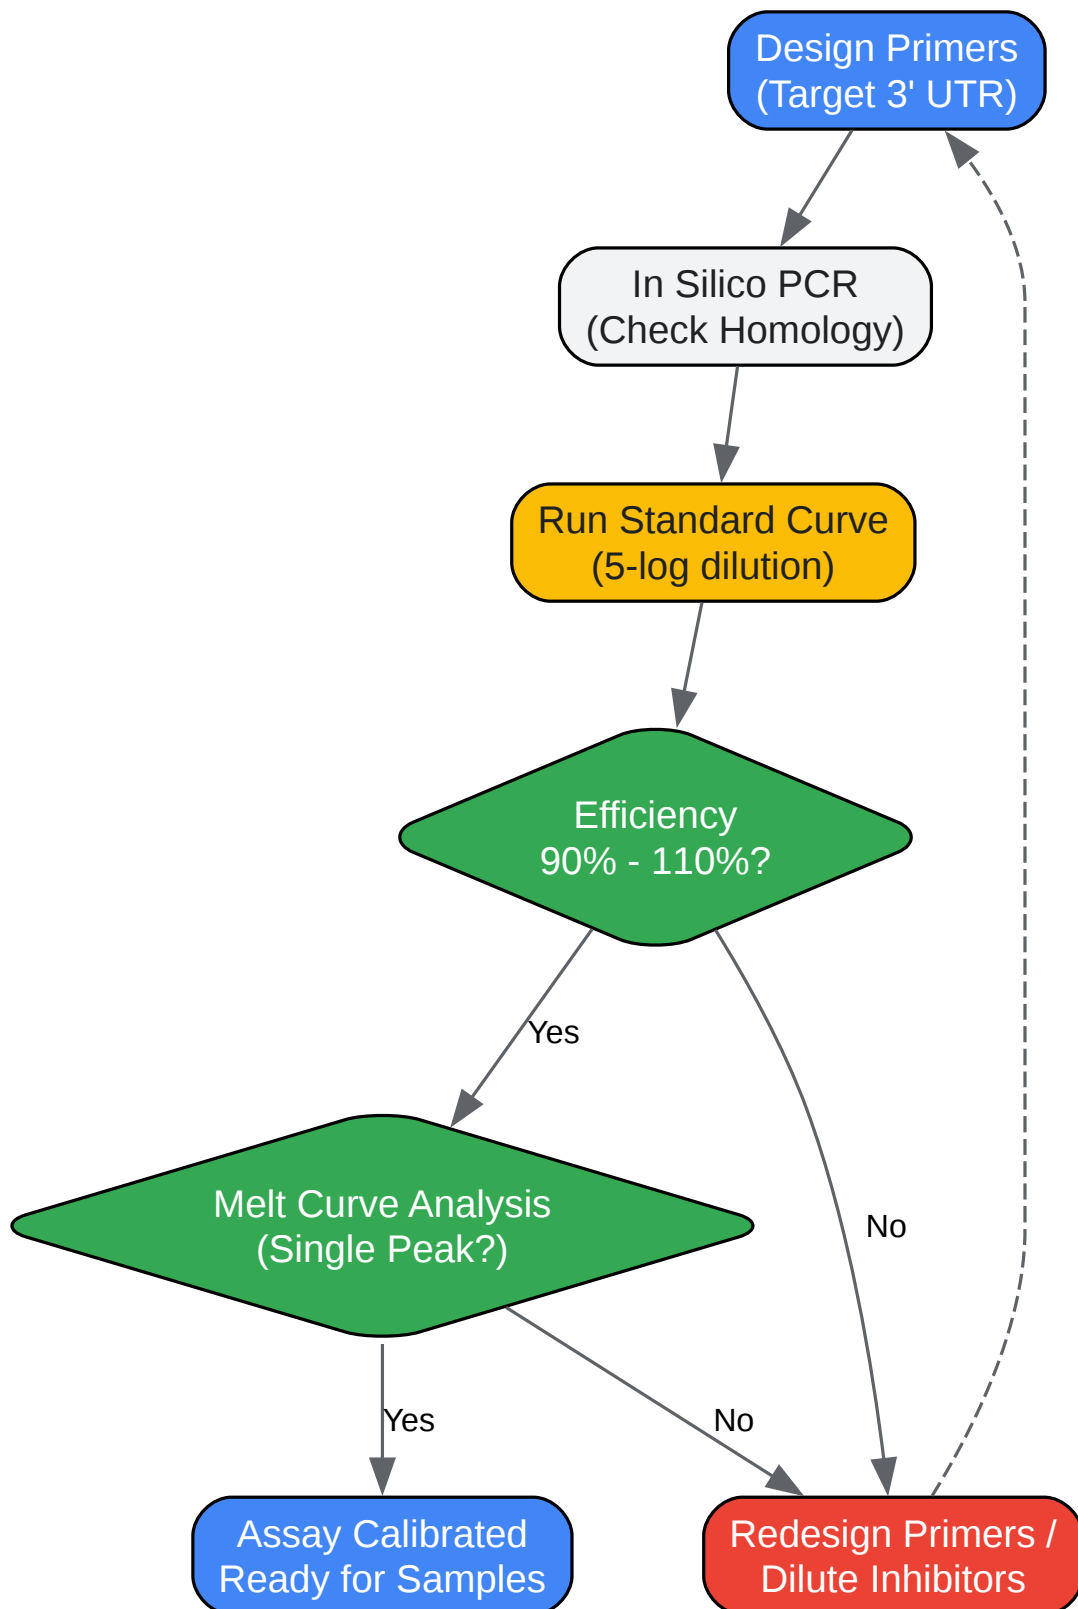 Design Primers
(Target 3' UTR)
In Silico PCR
(Check Homology)
Run Standard Curve
(5-log dilution)
Efficiency
90% - 110%?
Yes
Melt Curve Analysis
(Single Peak?)
No
Yes
No
Assay Calibrated
Ready for Samples
Redesign Primers /
Dilute Inhibitors